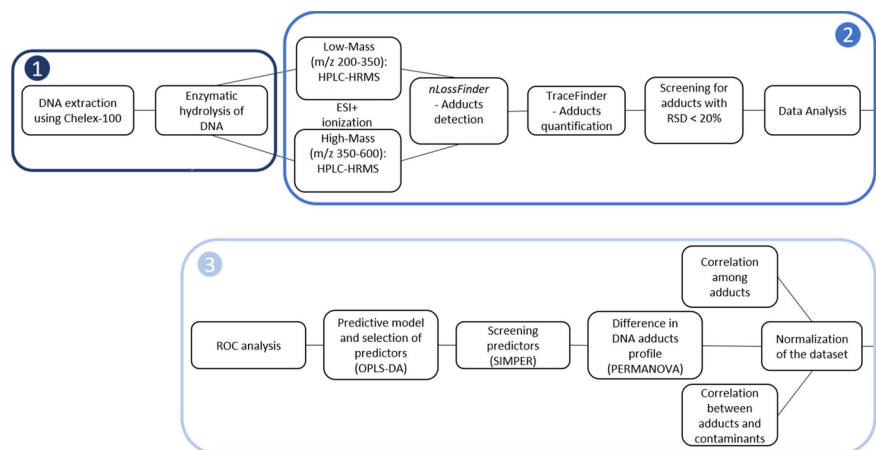 1
DNA extraction
using Chelex-100
Enzymatic
hydrolysis of
DNA
2
Low-Mass
(m/z 200-350):
HPLC-HRMS
ESI+
ionization
High-Mass
(m/z 350-600):
HPLC-HRMS
nLossFinder
- Adducts
detection
TraceFinder
- Adducts
quantification
Screening for
adducts with
RSD < 20%
Data Analysis
3
ROC analysis
Predictive model
and selection of
predictors
(OPLS-DA)
Screening
predictors
(SIMPER)
Difference in
DNA adducts
profile
(PERMANOVA)
Correlation
among
adducts
Normalization
of the dataset
Correlation
between
adducts and
contaminants